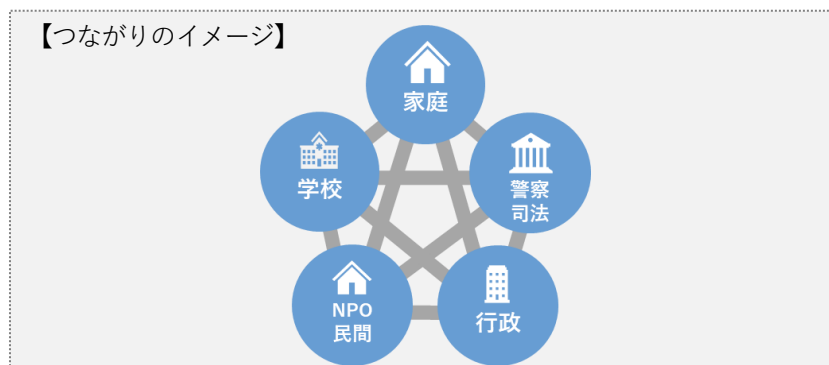 【つながりのイメージ】
家庭
学校
警察
司法
NPO
民間
行政